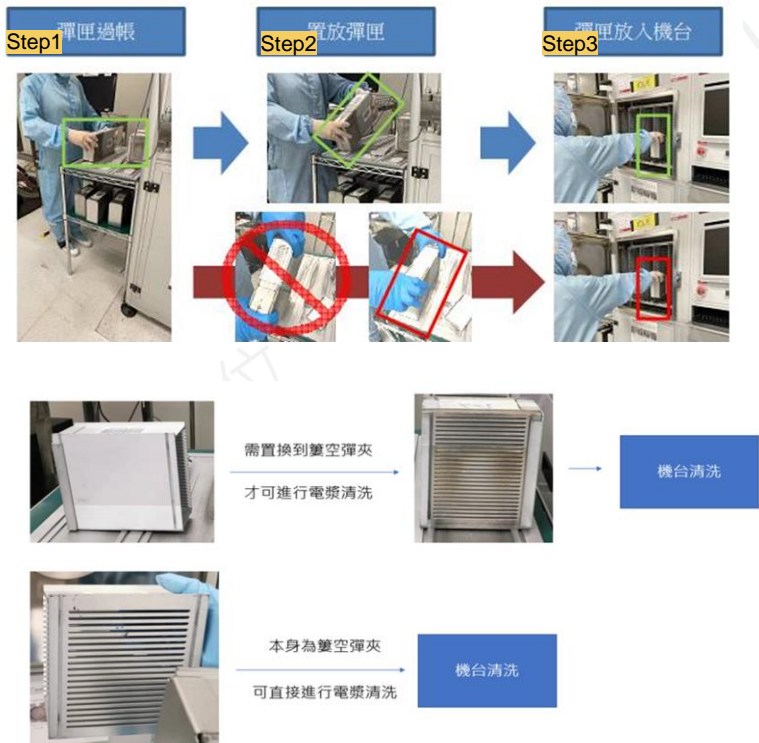 Step1
彈匣過帳
Step2
置放彈匣
Step3
彈匣放入機台
需置換到簍空彈夾
才可進行電漿清洗
機台清洗
本身為簍空彈夾
可直接進行電漿清洗
機台清洗